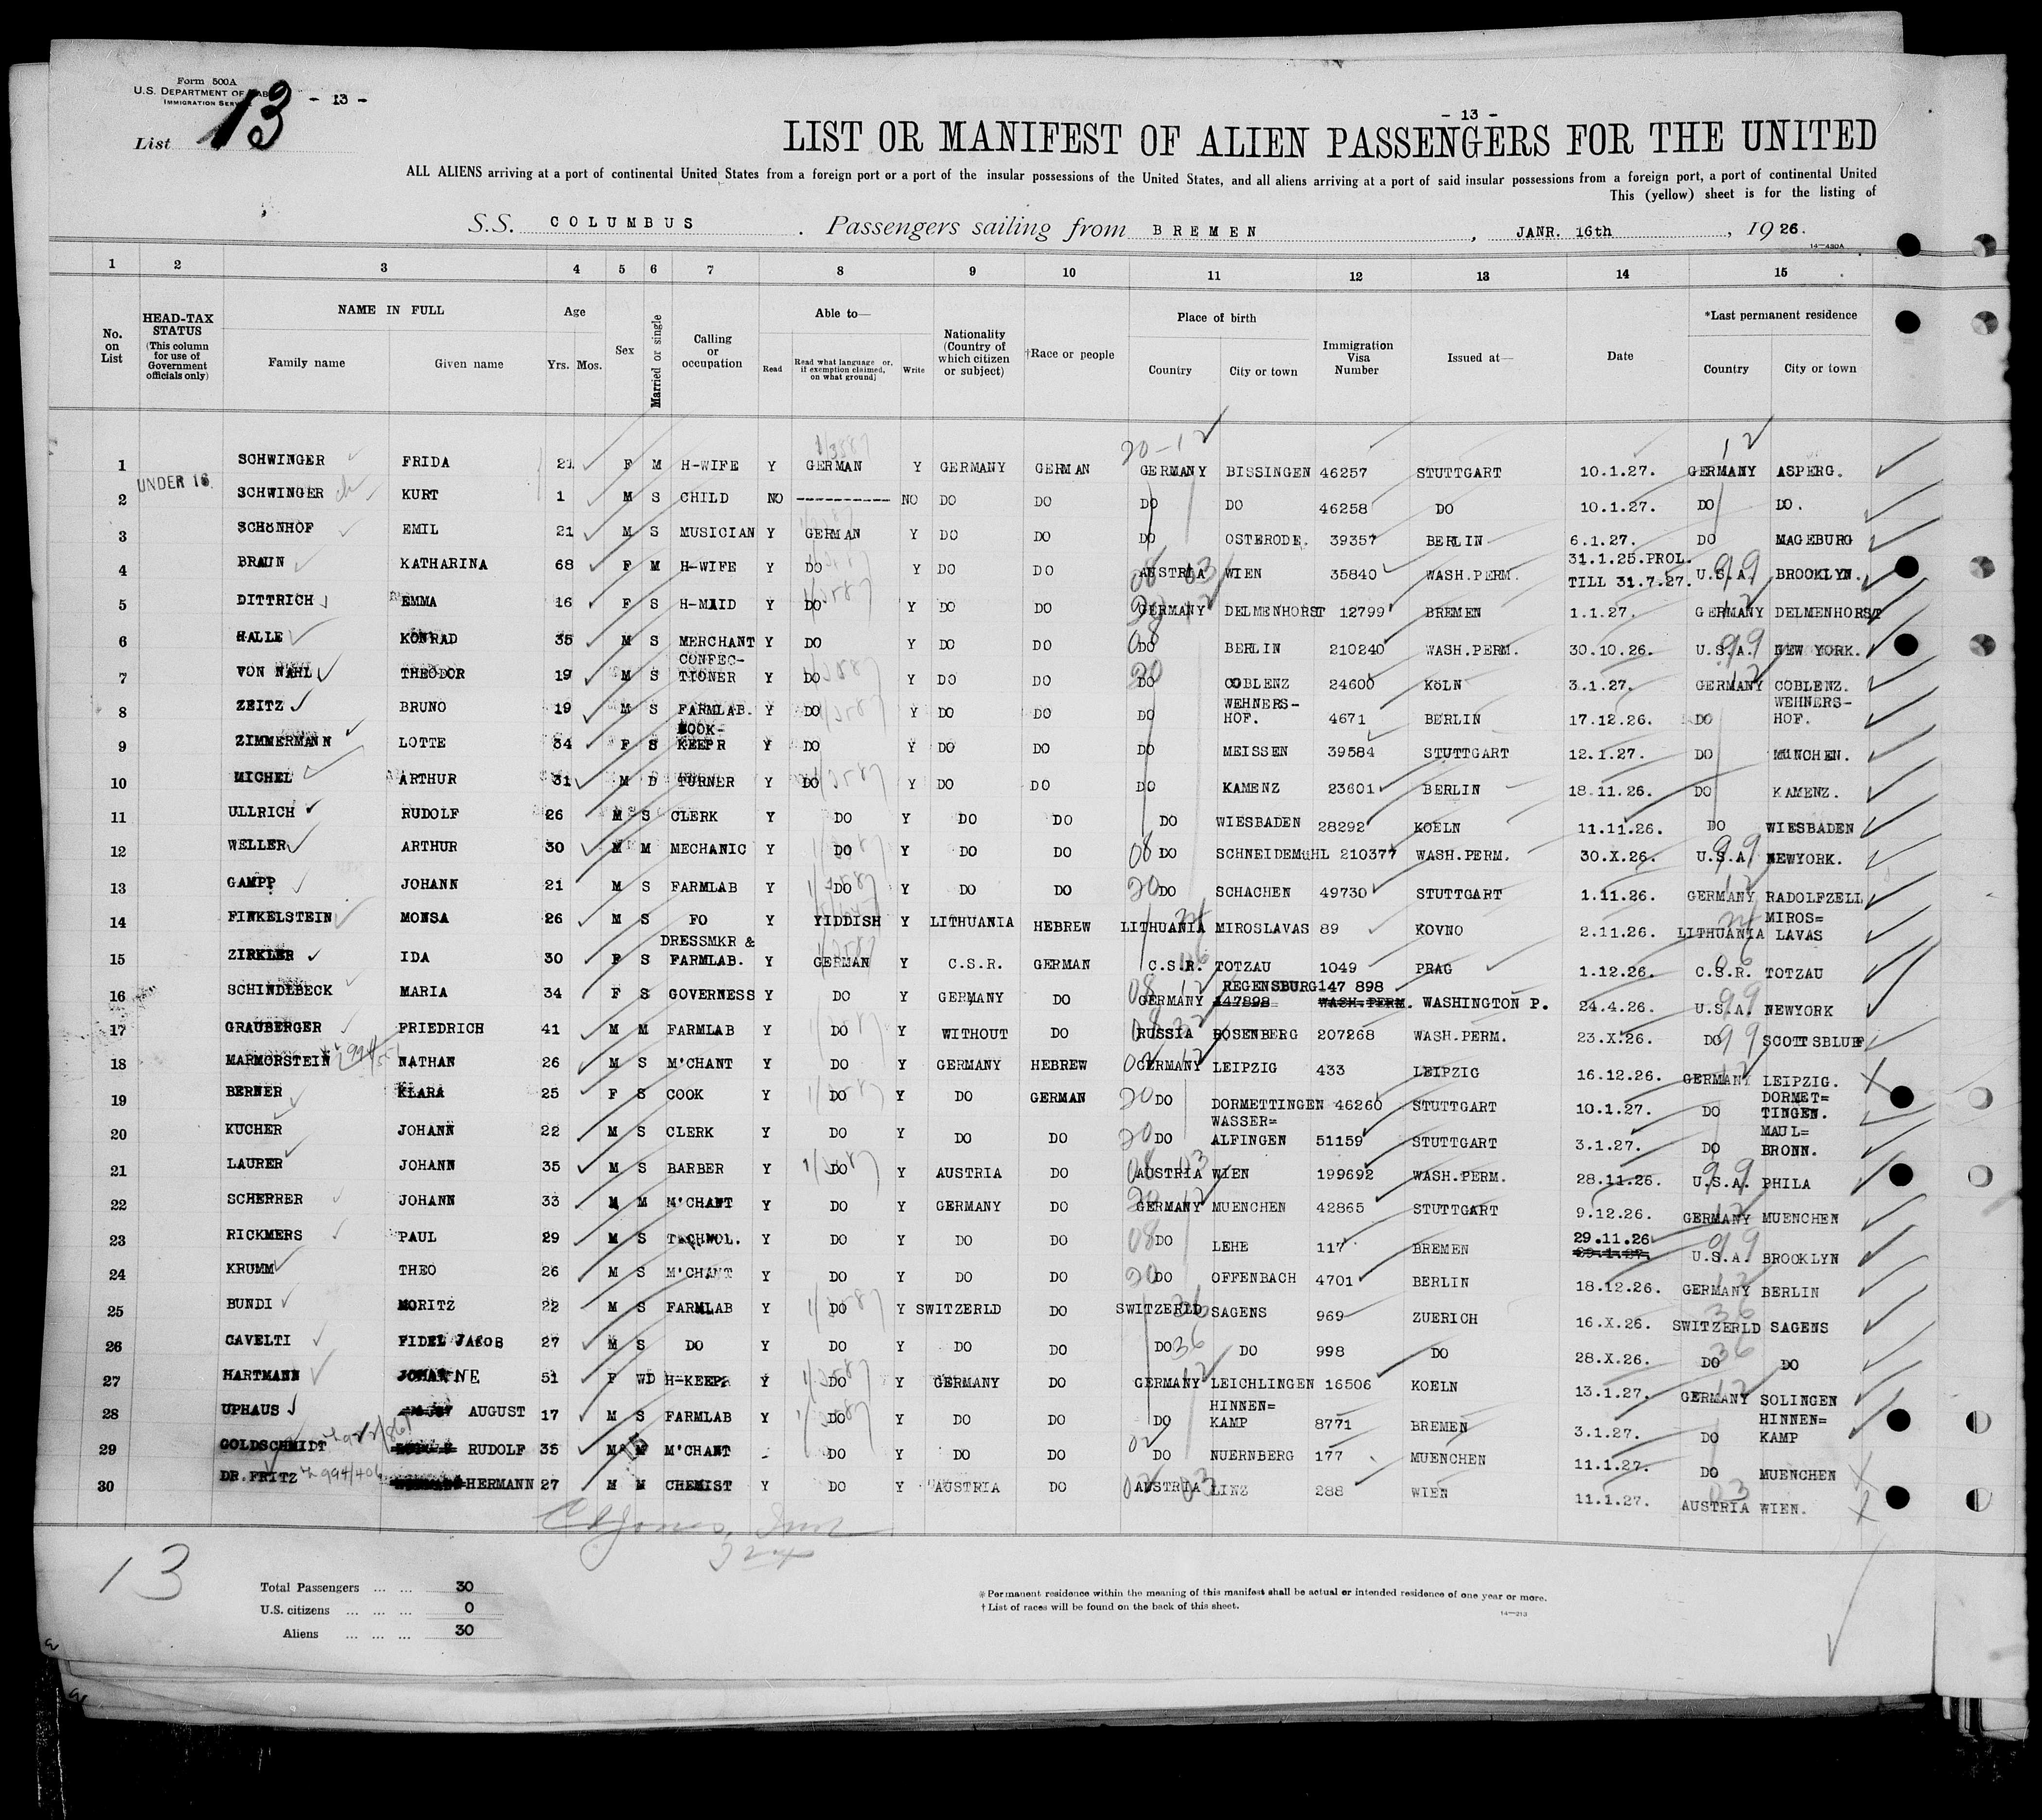 Form 500A
U.S. DEPARTMENT OF LABOR
IMMIGRATION SERVICE
- 13 -
List 13
- 13 -
LIST OR MANIFEST OF ALIEN PASSENGERS FOR THE UNITED
ALL ALIENS arriving at a port of continental United States from a foreign port or a port of the insular possessions of the United States, and all aliens arriving at a port of said insular possessions from a foreign port, a port of continental United
This (yellow) sheet is for the listing of
S.S. COLUMBUS . Passengers sailing from BREMEN , JANR. 16th , 1926.
14—430A
1 2 3 4 5 6 7 8 9 10 11 12 13 14 15
No. on List HEAD-TAX STATUS (This column for use of Government officials only) NAME IN FULL Family name Given name Age Yrs. Mos. Sex Married or single Calling or occupation Able to— Read Read what language [or, if exemption claimed, on what ground] Write Nationality (Country of which citizen or subject) †Race or people Place of birth Country City or town Immigration Visa Number Issued at— Date *Last permanent residence Country City or town
20-12 12
1 SCHWINGER FRIDA 21 F M H-WIFE Y GERMAN Y GERMANY GERMAN GERMANY BISSINGEN 46257 STUTTGART 10.1.27. GERMANY ASPERG.
2 UNDER 16 SCHWINGER KURT 1 M S CHILD NO ---------- NO DO DO DO DO 46258 DO 10.1.27. DO DO.
3 SCHöNHOF EMIL 21 M S MUSICIAN Y GERMAN Y DO DO DO OSTERODE. 39357 BERLIN 6.1.27. DO MAGEBURG
4 BRAUN KATHARINA 68 F M H-WIFE Y DO Y DO DO AUSTRIA WIEN 35840 WASH.PERM. 31.1.25.PROL. TILL 31.7.27. U.S.A. BROOKLYN.
5 DITTRICH EMMA 16 F S H-MAID Y DO Y DO DO GERMANY DELMENHORST 12799 BREMEN 1.1.27. GERMANY DELMENHORST
6 HALLE KONRAD 35 M S MERCHANT Y DO Y DO DO DO BERLIN 210240 WASH.PERM. 30.10.26. U.S.A. NEW YORK.
7 VON NAHL THEODOR 19 M S CONFEC-TIONER Y DO Y DO DO DO COBLENZ 24600 KöLN 3.1.27. GERMANY COBLENZ.
8 ZEITZ BRUNO 19 M S FARMLAB. Y DO Y DO DO DO WEHNERS-HOF. 4671 BERLIN 17.12.26. DO WEHNERS-HOF.
9 ZIMMERMANN LOTTE 34 F S BOOK-KEEPR Y DO Y DO DO DO MEISSEN 39584 STUTTGART 12.1.27. DO MüNCHEN.
10 MICHEL ARTHUR 31 M D TURNER Y DO Y DO DO DO KAMENZ 23601 BERLIN 18.11.26. DO KAMENZ.
11 ULLRICH RUDOLF 26 M S CLERK Y DO Y DO DO DO WIESBADEN 28292 KOELN 11.11.26. DO WIESBADEN
12 WELLER ARTHUR 30 M M MECHANIC Y DO Y DO DO DO SCHNEIDEMüHL 210377 WASH.PERM. 30.X.26. U.S.A. NEWYORK.
13 GAMPP JOHANN 21 M S FARMLAB Y DO Y DO DO DO SCHACHEN 49730 STUTTGART 1.11.26. GERMANY RADOLFZELL
14 FINKELSTEIN MONSA 26 M S FO Y YIDDISH Y LITHUANIA HEBREW LITHUANIA MIROSLAVAS 89 KOVNO 2.11.26. LITHUANIA MIROS=LAVAS
15 ZIRKLER IDA 30 F S DRESSMKR & FARMLAB. Y GERMAN Y C.S.R. GERMAN C.S.R. TOTZAU 1049 PRAG 1.12.26. C.S.R. TOTZAU
16 SCHINDLBECK MARIA 34 F S GOVERNESS Y DO Y GERMANY DO GERMANY REGENSBURG 147 898 147898 WASH.PERM. WASHINGTON P. 24.4.26. U.S.A. NEWYORK
17 GRAUBERGER FRIEDRICH 41 M M FARMLAB Y DO Y WITHOUT DO RUSSIA ROSENBERG 207268 WASH.PERM. 23.X.26. DO SCOTTSBLUF
18 MARMORSTEIN NATHAN 26 M S M'CHANT Y DO Y GERMANY HEBREW GERMANY LEIPZIG 433 LEIPZIG 16.12.26. GERMANY LEIPZIG.
19 BERNER KLARA 25 F S COOK Y DO Y DO GERMAN DO DORMETTINGEN 46260 STUTTGART 10.1.27. DO DORMET=TINGEN.
20 KUCHER JOHANN 22 M S CLERK Y DO Y DO DO DO WASSER=ALFINGEN 51159 STUTTGART 3.1.27. DO MAUL=BRONN.
21 LAURER JOHANN 35 M S BARBER Y DO Y AUSTRIA DO AUSTRIA WIEN 199692 WASH.PERM. 28.11.26. U.S.A. PHILA
22 SCHERRER JOHANN 33 M M M'CHANT Y DO Y GERMANY DO GERMANY MUENCHEN 42865 STUTTGART 9.12.26. GERMANY MUENCHEN
23 RICKMERS PAUL 29 M S TECHNOL. Y DO Y DO DO DO LEHE 117 BREMEN 29.11.26 U.S.A. BROOKLYN
24 KRUMM THEO 26 M S M'CHANT Y DO Y DO DO DO OFFENBACH 4701 BERLIN 18.12.26. GERMANY BERLIN
25 BUNDI MORITZ 22 M S FARMLAB Y DO Y SWITZERLD DO SWITZERLD SAGENS 969 ZUERICH 16.X.26. SWITZERLD SAGENS
26 CAVELTI FIDEL JAKOB 27 M S DO Y DO Y DO DO DO DO 998 DO 28.X.26. DO DO
27 HARTMANN JOHANNE 51 F WD H-KEEP. Y DO Y GERMANY DO GERMANY LEICHLINGEN 16506 KOELN 13.1.27. GERMANY SOLINGEN
28 UPHAUS AUGUST 17 M S FARMLAB Y DO Y DO DO DO HINNEN=KAMP 8771 BREMEN 3.1.27. DO HINNEN=KAMP
29 GOLDSCHMIDT RUDOLF 35 M M'CHANT DO Y DO DO DO NUERNBERG 177 MUENCHEN 11.1.27. DO MUENCHEN
30 DR.FRITZ 994/406 HERMANN 27 M M CHEMIST Y DO Y AUSTRIA DO AUSTRIA LINZ 288 WIEN 11.1.27. AUSTRIA WIEN.
13
Total Passengers ... ... 30
U.S. citizens ... ... ... 0
Aliens ... ... ... 30
* Permanent residence within the meaning of this manifest shall be actual or intended residence of one year or more.
† List of races will be found on the back of this sheet.
14—213